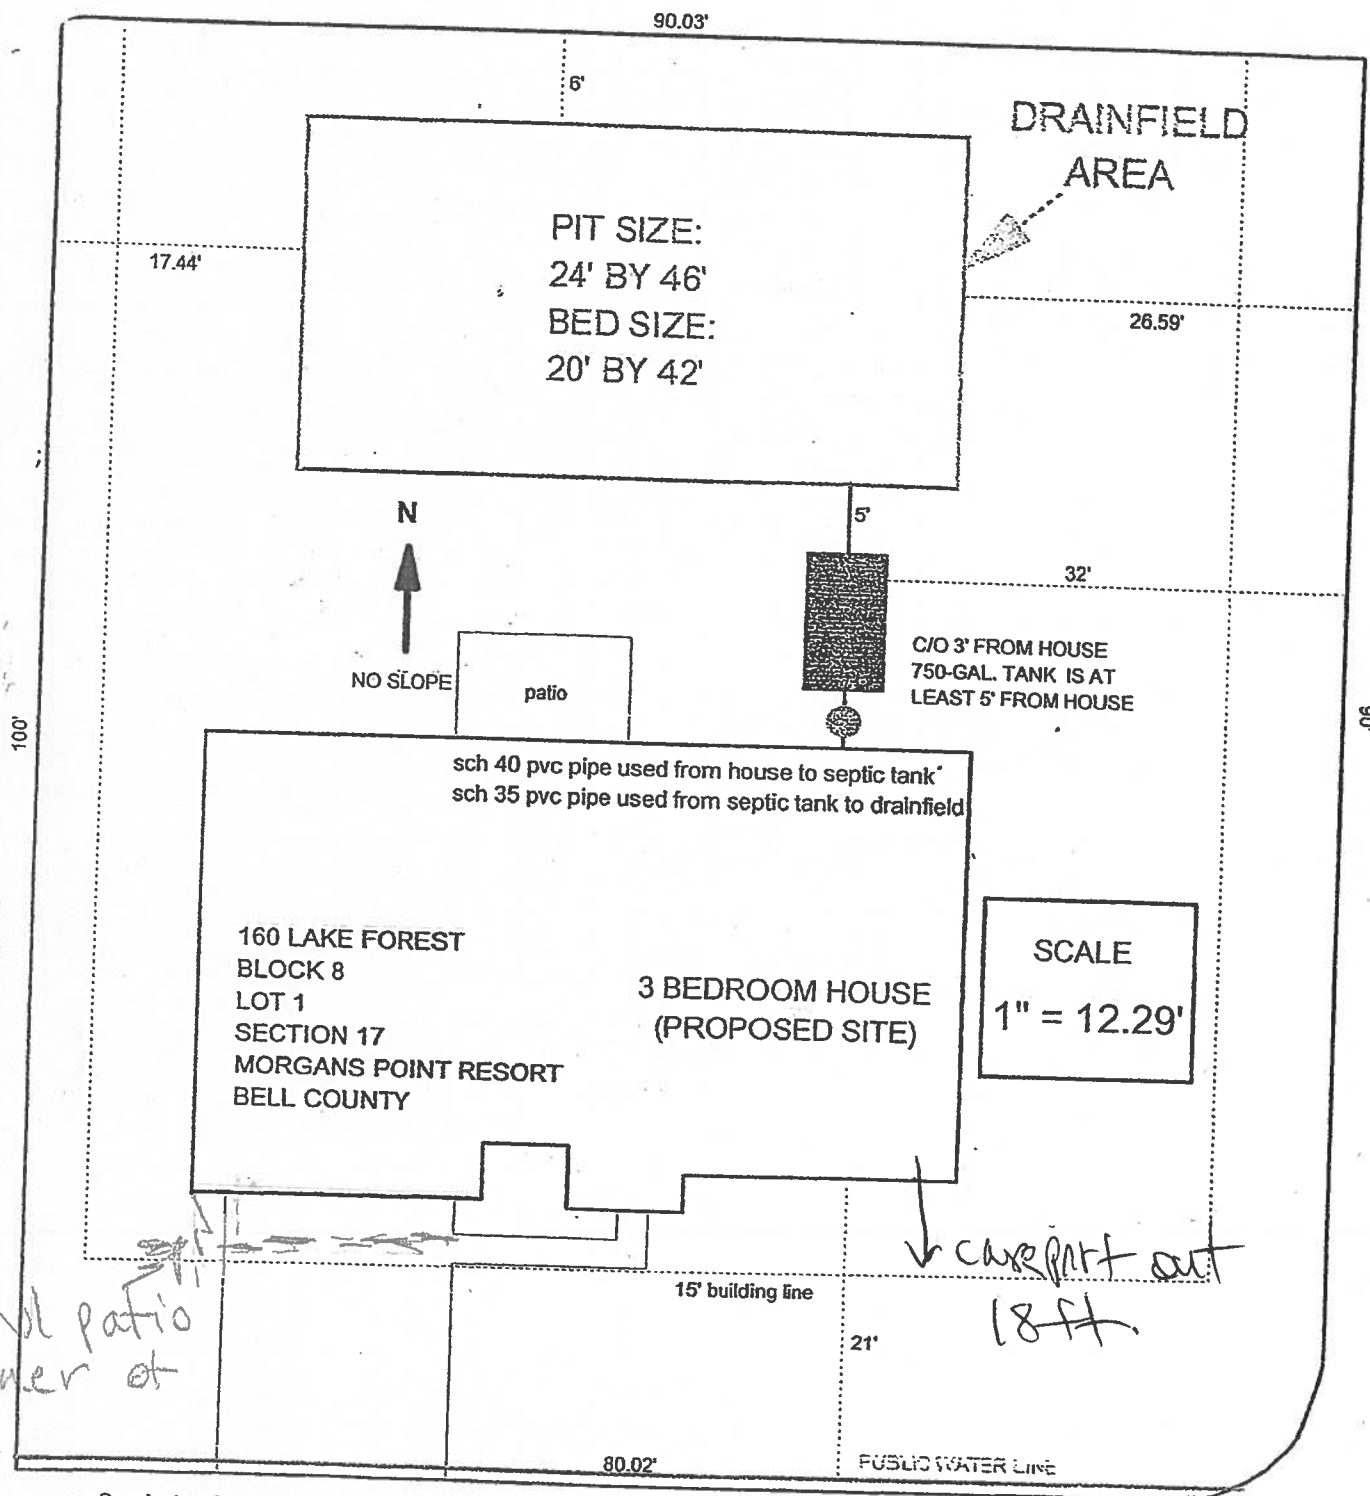 90.03'
6'
DRAINFIELD
AREA
PIT SIZE:
24' BY 46'
BED SIZE:
20' BY 42'
17.44'
26.59'
N
5'
32'
NO SLOPE
patio
C/O 3' FROM HOUSE
750-GAL. TANK IS AT
LEAST 5' FROM HOUSE
100'
90'
sch 40 pvc pipe used from house to septic tank
sch 35 pvc pipe used from septic tank to drainfield
160 LAKE FOREST
BLOCK 8
LOT 1
SECTION 17
MORGANS POINT RESORT
BELL COUNTY
3 BEDROOM HOUSE
(PROPOSED SITE)
SCALE
1" = 12.29'
15' building line
careport out
18 ft.
patio
21'
80.02'
PUBLIC WATER LINE